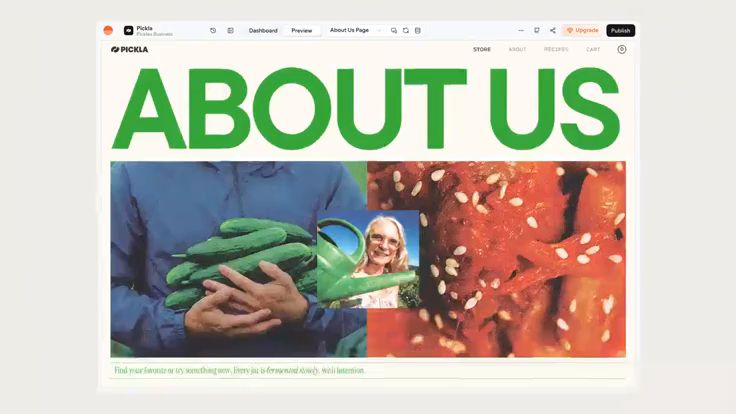 Pickla
Pickles Business
Dashboard
Preview
About Us Page
Upgrade
Publish
PICKLA
STORE
ABOUT
RECIPES
CART
0
ABOUT US
Find your favorite or try something new. Every jar is fermented slowly, with intention.